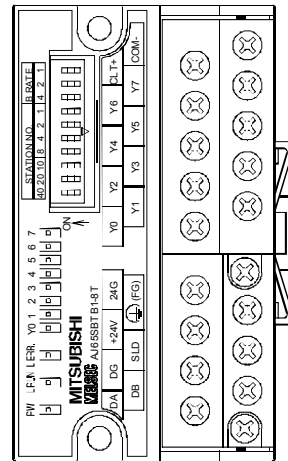 PW L RUN L ERR. Y0 1 2 3 4 5 6 7
STATION NO. B RATE
40 20 10 8 4 2 1 4 2 1
ON
MITSUBISHI
MELSEC AJ65SBTB1-8T
DA DG +24V 24G Y0 Y2 Y4 Y6 CLT+
DB SLD (FG) Y1 Y3 Y5 Y7 COM-